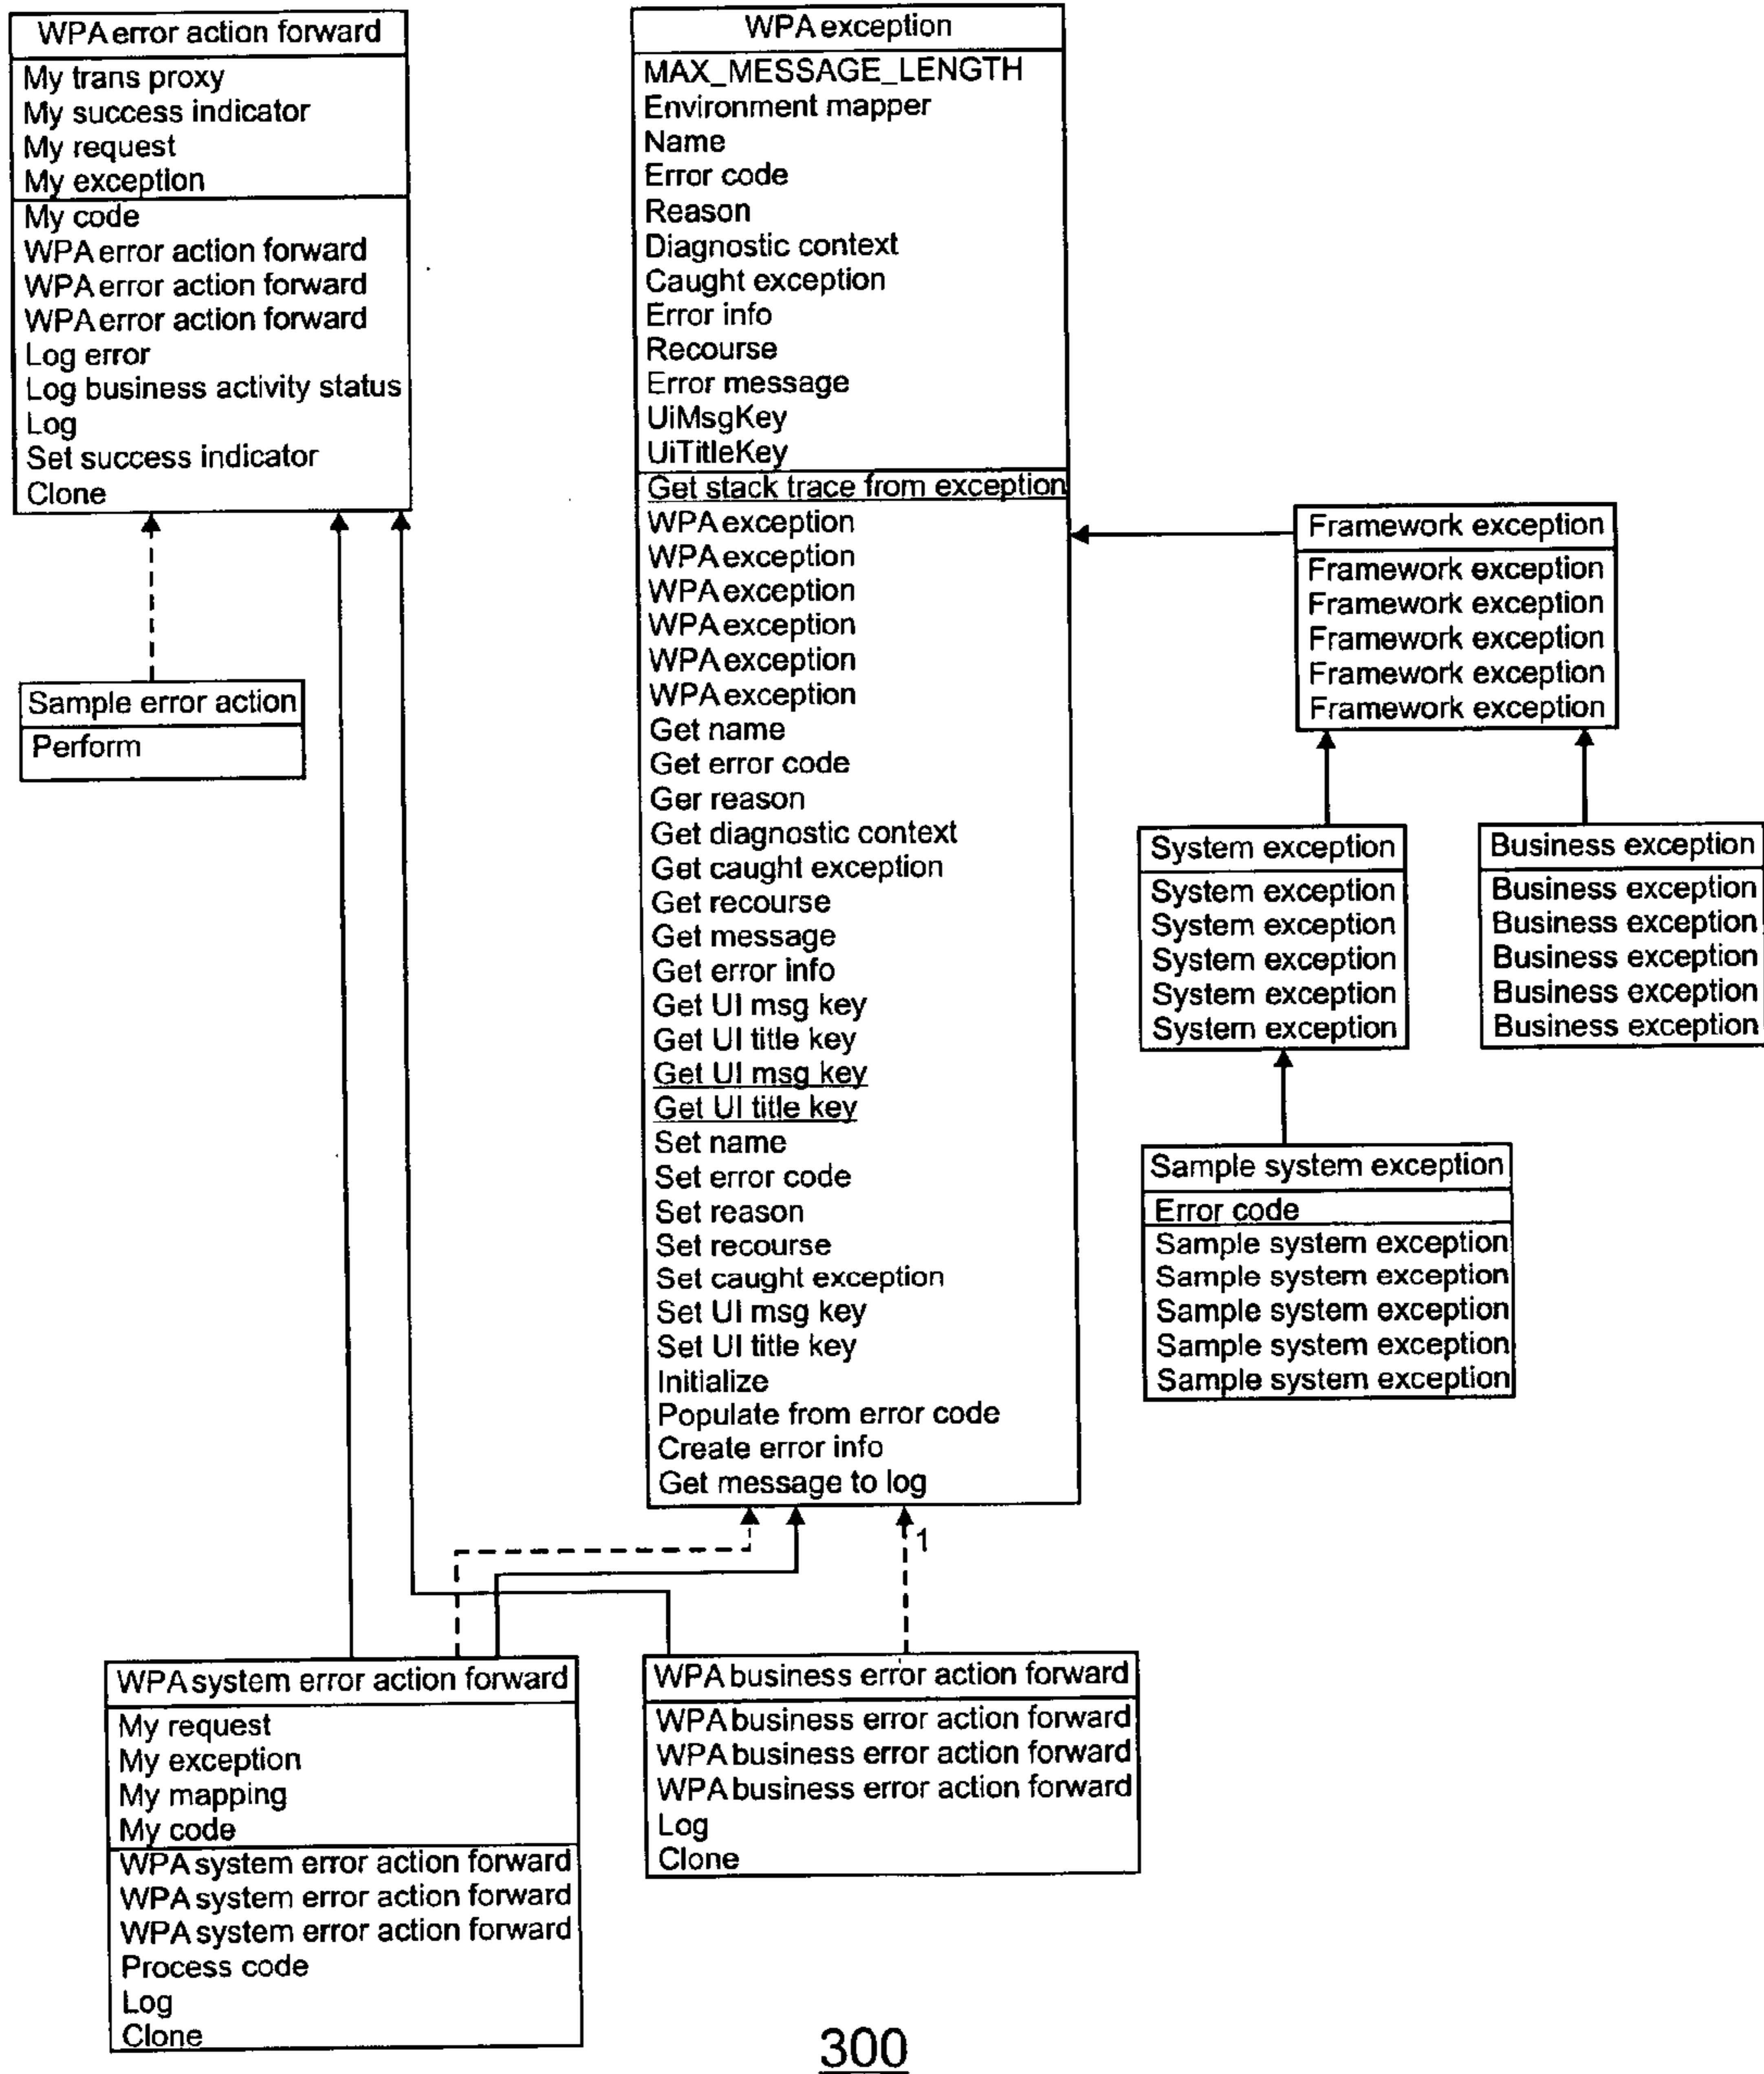 WPA error action forward
My trans proxy
My success indicator
My request
My exception
My code
WPA error action forward
WPA error action forward
WPA error action forward
Log error
Log business activity status
Log
Set success indicator
Clone
Sample error action
Perform
WPA exception
MAX_MESSAGE_LENGTH
Environment mapper
Name
Error code
Reason
Diagnostic context
Caught exception
Error info
Recourse
Error message
UiMsgKey
UiTitleKey
Get stack trace from exception
WPA exception
WPA exception
WPA exception
WPA exception
WPA exception
WPA exception
Get name
Get error code
Ger reason
Get diagnostic context
Get caught exception
Get recourse
Get message
Get error info
Get UI msg key
Get UI title key
Get UI msg key
Get UI title key
Set name
Set error code
Set reason
Set recourse
Set caught exception
Set UI msg key
Set UI title key
Initialize
Populate from error code
Create error info
Get message to log
1
Framework exception
Framework exception
Framework exception
Framework exception
Framework exception
Framework exception
System exception
System exception
System exception
System exception
System exception
System exception
Business exception
Business exception
Business exception
Business exception
Business exception
Business exception
Sample system exception
Error code
Sample system exception
Sample system exception
Sample system exception
Sample system exception
Sample system exception
WPA system error action forward
My request
My exception
My mapping
My code
WPA system error action forward
WPA system error action forward
WPA system error action forward
Process code
Log
Clone
WPA business error action forward
WPA business error action forward
WPA business error action forward
WPA business error action forward
Log
Clone
300